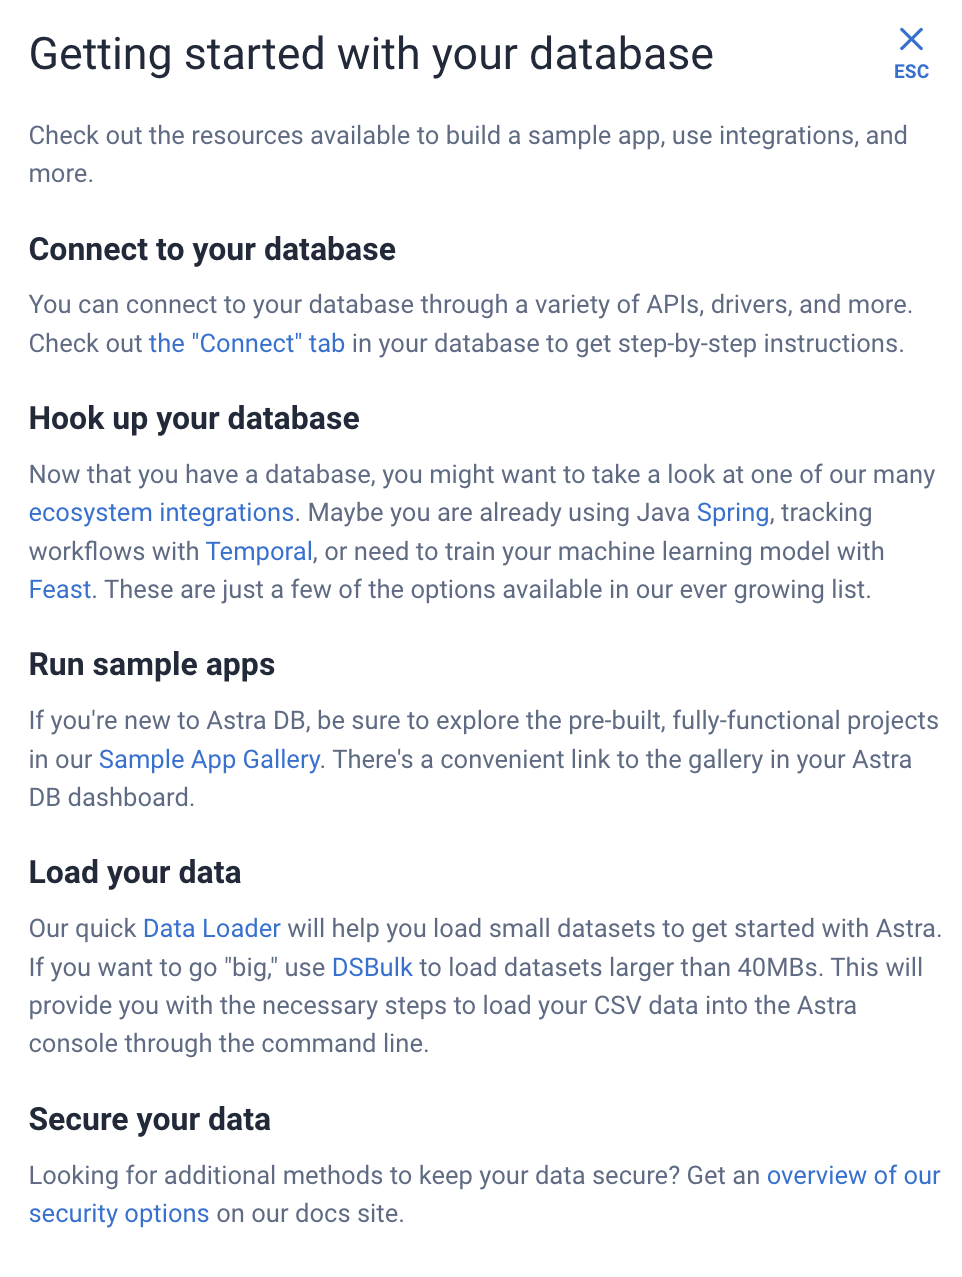 Getting started with your database
ESC
Check out the resources available to build a sample app, use integrations, and
more.
Connect to your database
You can connect to your database through a variety of APIs, drivers, and more.
Check out the "Connect" tab in your database to get step-by-step instructions.
Hook up your database
Now that you have a database, you might want to take a look at one of our many
ecosystem integrations. Maybe you are already using Java Spring, tracking
workflows with Temporal, or need to train your machine learning model with
Feast. These are just a few of the options available in our ever growing list.
Run sample apps
If you're new to Astra DB, be sure to explore the pre-built, fully-functional projects
in our Sample App Gallery. There's a convenient link to the gallery in your Astra
DB dashboard.
Load your data
Our quick Data Loader will help you load small datasets to get started with Astra.
If you want to go "big," use DSBulk to load datasets larger than 40MBs. This will
provide you with the necessary steps to load your CSV data into the Astra
console through the command line.
Secure your data
Looking for additional methods to keep your data secure? Get an overview of our
security options on our docs site.